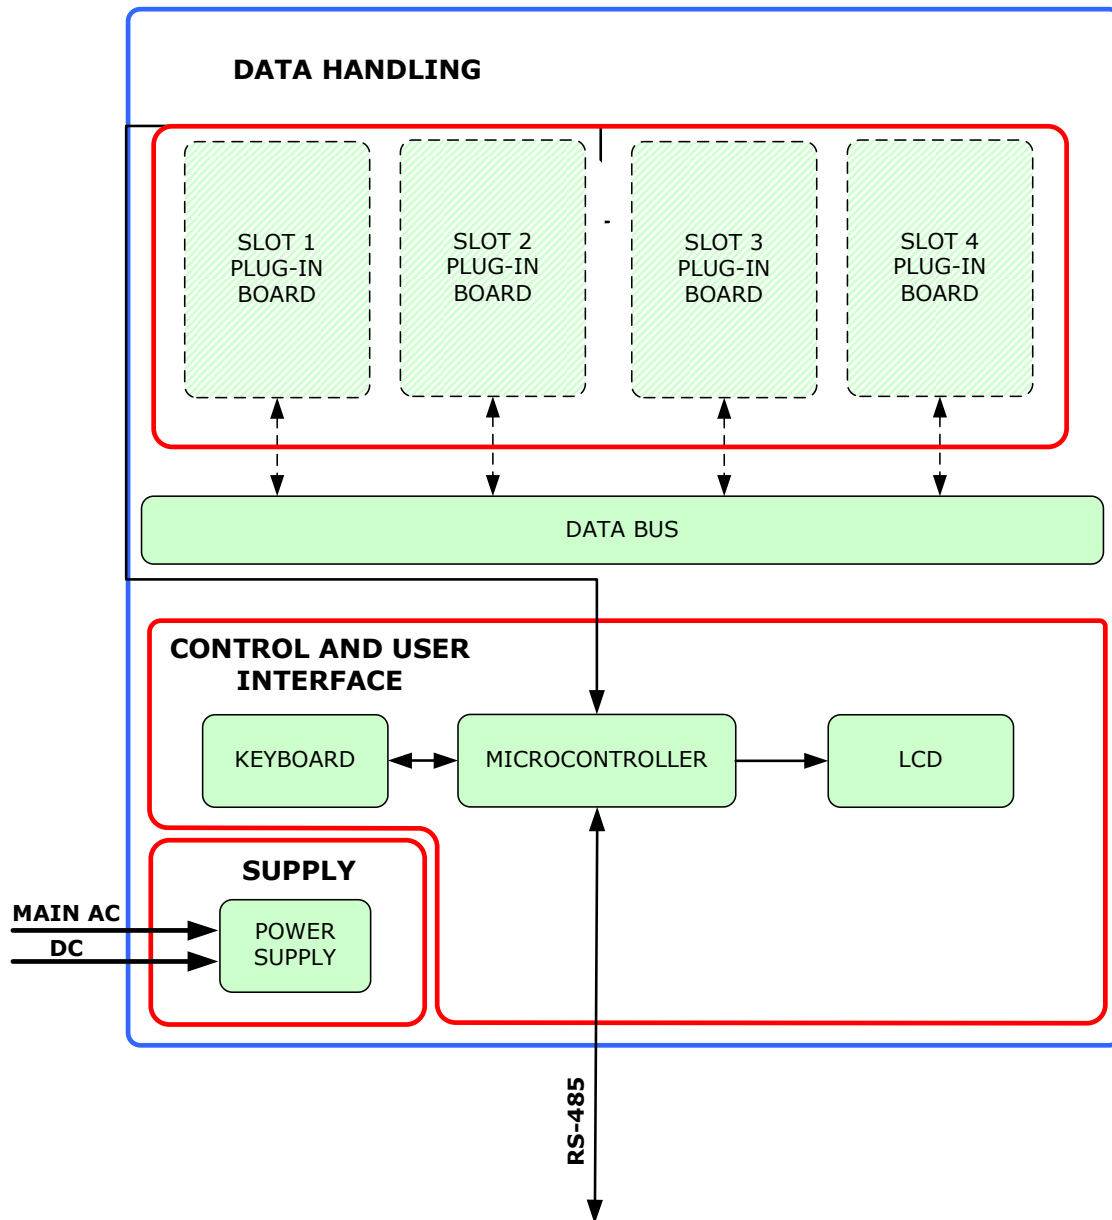 DATA HANDLING
SLOT 1
PLUG-IN
BOARD
SLOT 2
PLUG-IN
BOARD
SLOT 3
PLUG-IN
BOARD
SLOT 4
PLUG-IN
BOARD
DATA BUS
CONTROL AND USER
INTERFACE
KEYBOARD
MICROCONTROLLER
LCD
SUPPLY
MAIN AC
DC
POWER
SUPPLY
RS-485